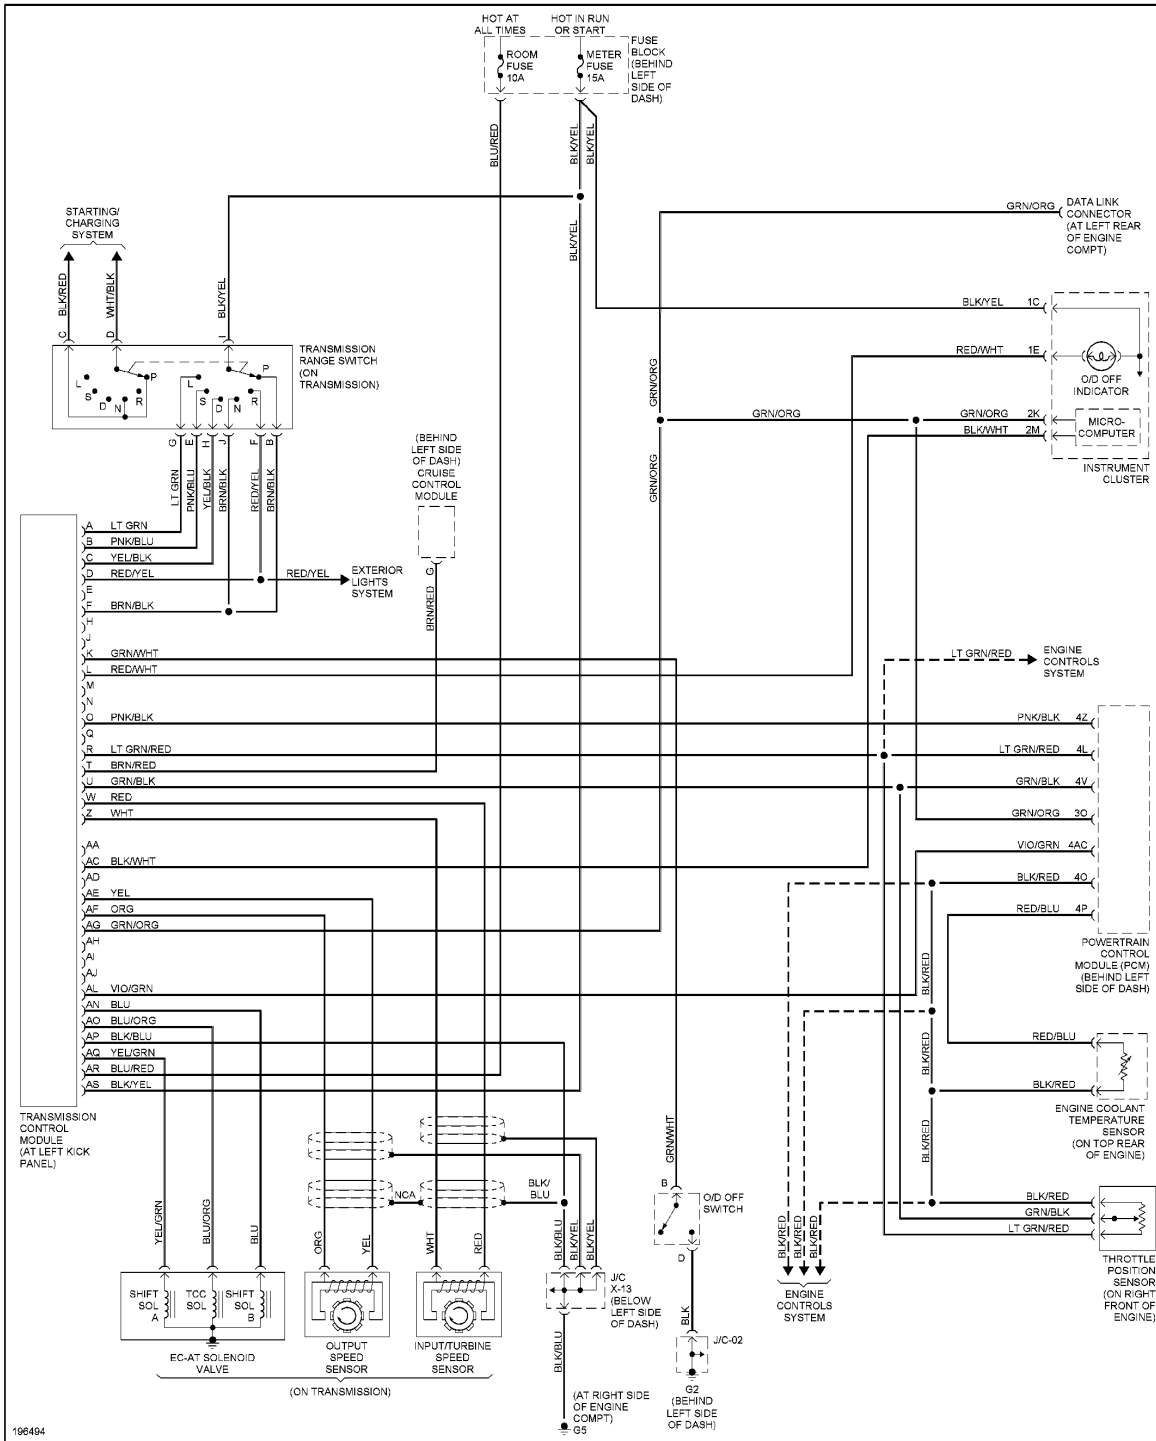 HOT AT
ALL TIMES
HOT IN RUN
OR START
ROOM
FUSE
10A
METER
FUSE
15A
FUSE
BLOCK
(BEHIND
LEFT
SIDE OF
DASH)
BLU/RED
BLK/YEL
BLK/YEL
BLK/YEL
STARTING/
CHARGING
SYSTEM
BLK/RED
WHT/BLK
BLK/YEL
C
D
I
GRN/ORG
DATA LINK
CONNECTOR
(AT LEFT REAR
OF ENGINE
COMPT)
TRANSMISSION
RANGE SWITCH
(ON
TRANSMISSION)
L
S
D
N
R
P
L
S
D
N
R
P
G
E
H
J
F
B
LT GRN
PNK/BLU
YEL/BLK
BRN/BLK
RED/YEL
BRN/BLK
BLK/YEL 1C
RED/WHT 1E
O/D OFF
INDICATOR
GRN/ORG
GRN/ORG
GRN/ORG
GRN/ORG 2K
BLK/WHT 2M
MICRO-
COMPUTER
INSTRUMENT
CLUSTER
(BEHIND
LEFT SIDE
OF DASH)
CRUISE
CONTROL
MODULE
G
BRN/RED
A LT GRN
B PNK/BLU
C YEL/BLK
D RED/YEL
RED/YEL
EXTERIOR
LIGHTS
SYSTEM
E
F BRN/BLK
H
J
K GRN/WHT
L RED/WHT
M
N
O PNK/BLK
Q
R LT GRN/RED
T BRN/RED
U GRN/BLK
W RED
Z WHT
AA
AC BLK/WHT
AD
AE YEL
AF ORG
AG GRN/ORG
AH
AI
AJ
AL VIO/GRN
AN BLU
AO BLU/ORG
AP BLK/BLU
AQ YEL/GRN
AR BLU/RED
AS BLK/YEL
TRANSMISSION
CONTROL
MODULE
(AT LEFT KICK
PANEL)
LT GRN/RED
ENGINE
CONTROLS
SYSTEM
PNK/BLK 4Z
LT GRN/RED 4L
GRN/BLK 4V
GRN/ORG 3O
VIO/GRN 4AC
BLK/RED 4O
RED/BLU 4P
POWERTRAIN
CONTROL
MODULE (PCM)
(BEHIND LEFT
SIDE OF DASH)
BLK/RED
BLK/RED
BLK/RED
RED/BLU
BLK/RED
ENGINE COOLANT
TEMPERATURE
SENSOR
(ON TOP REAR
OF ENGINE)
BLK/RED
GRN/BLK
LT GRN/RED
THROTTLE
POSITION
SENSOR
(ON RIGHT
FRONT OF
ENGINE)
BLK/RED
BLK/RED
BLK/RED
ENGINE
CONTROLS
SYSTEM
GRN/WHT
B
O/D OFF
SWITCH
D
BLK
J/C-02
G2
(BEHIND
LEFT SIDE
OF DASH)
NCA
BLK/
BLU
YEL/GRN
BLU/ORG
BLU
ORG
YEL
WHT
RED
BLK/BLU
BLK/YEL
BLK/YEL
SHIFT
SOL
A
TCC
SOL
SHIFT
SOL
B
EC-AT SOLENOID
VALVE
OUTPUT
SPEED
SENSOR
INPUT/TURBINE
SPEED
SENSOR
(ON TRANSMISSION)
J/C
X-13
(BELOW
LEFT SIDE
OF DASH)
BLK/BLU
(AT RIGHT SIDE
OF ENGINE
COMPT)
G5
196494